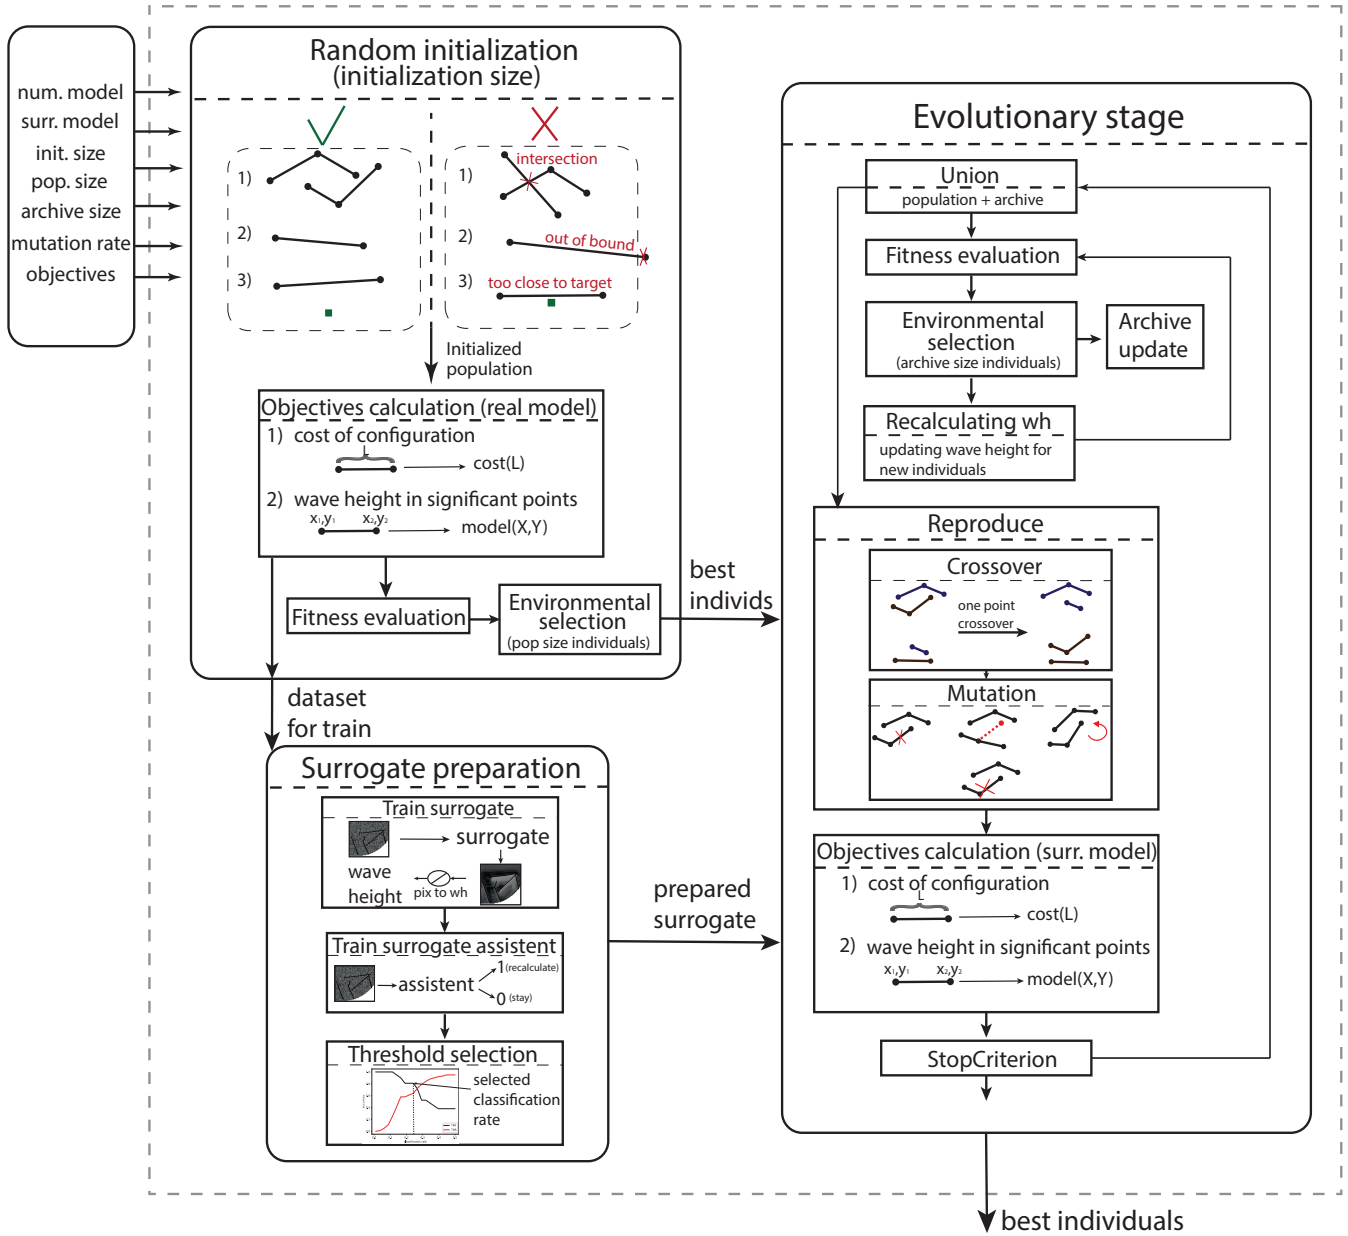 num. model
surr. model
init. size
pop. size
archive size
mutation rate
objectives
Random initialization
(initialization size)
1)
2)
3)
1)
intersection
2)
out of bound
3)
too close to target
Initialized
population
Objectives calculation (real model)
1) cost of configuration
L
cost(L)
2) wave height in significant points
x₁,y₁ x₂,y₂
model(X,Y)
Fitness evaluation
Environmental
selection
(pop size individuals)
best
individs
dataset
for train
Surrogate preparation
Train surrogate
surrogate
wave
height
pix to wh
Train surrogate assistent
assistent
1 (recalculate)
0 (stay)
Threshold selection
selected
classification
rate
prepared
surrogate
Evolutionary stage
Union
population + archive
Fitness evaluation
Environmental
selection
(archive size individuals)
Archive
update
Recalculating wh
updating wave height for
new individuals
Reproduce
Crossover
one point
crossover
Mutation
Objectives calculation (surr. model)
1) cost of configuration
L
cost(L)
2) wave height in significant points
x₁,y₁ x₂,y₂
model(X,Y)
StopCriterion
best individuals